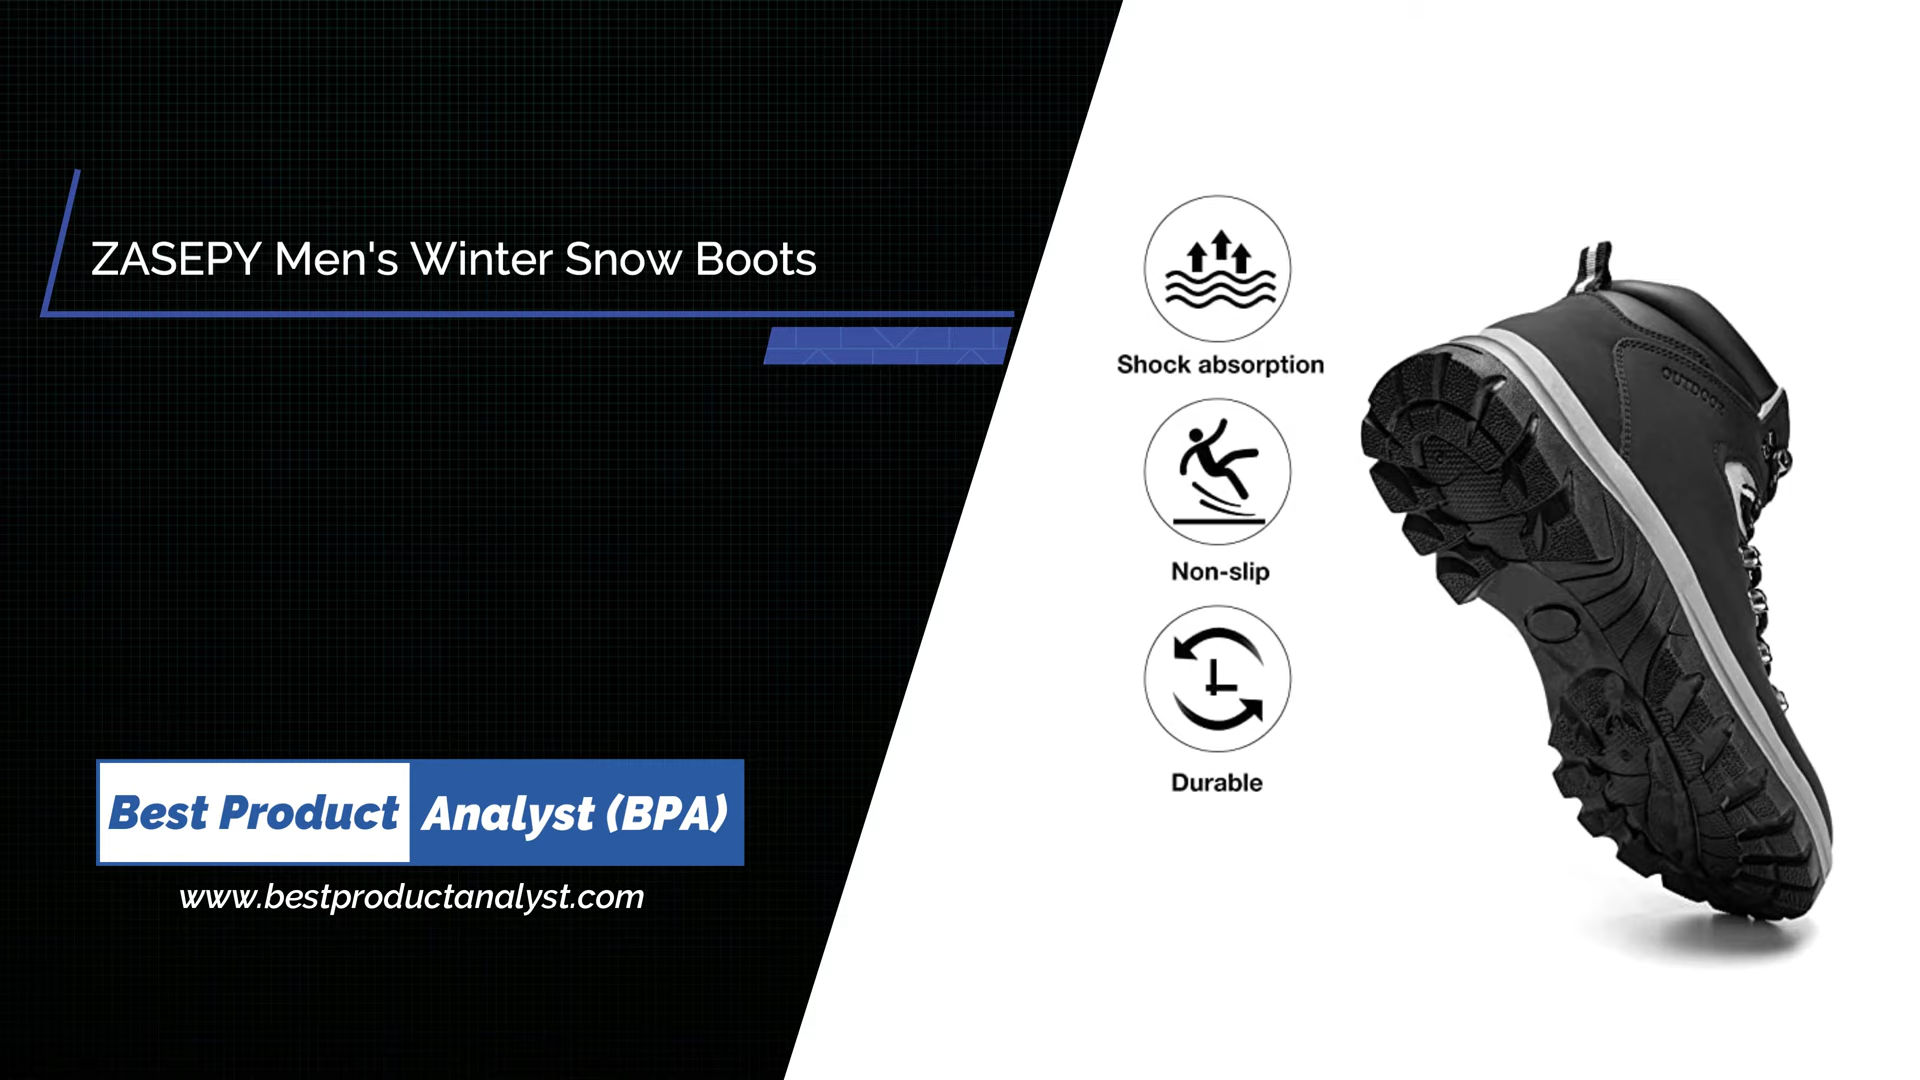 ZASEPY Men's Winter Snow Boots
Best Product Analyst (BPA)
www.bestproductanalyst.com
Shock absorption
Non-slip
Durable
OUTDOOR